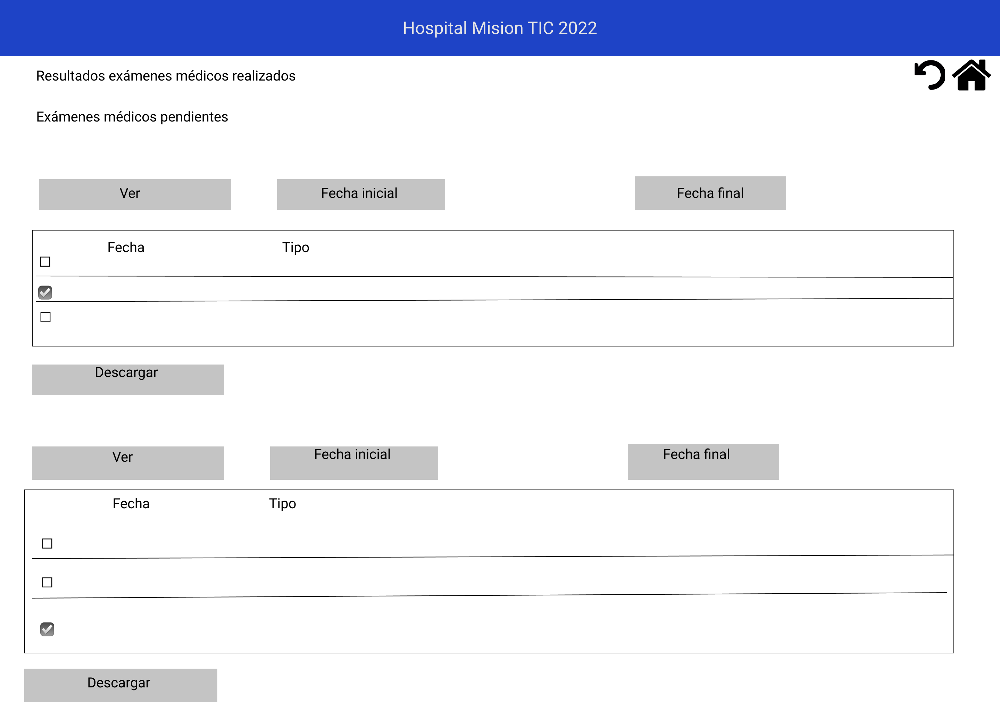 Hospital Mision TIC 2022
Resultados exámenes médicos realizados
Exámenes médicos pendientes
Ver Fecha inicial Fecha final
Fecha Tipo
Descargar
Ver Fecha inicial Fecha final
Fecha Tipo
Descargar